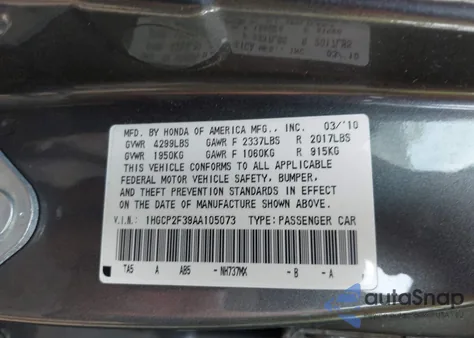 MFD. BY HONDA OF AMERICA MFG., INC. 03/'10
GVWR 4299LBS GAWR F 2337LBS R 2017LBS
GVWR 1950KG GAWR F 1060KG R 915KG
THIS VEHICLE CONFORMS TO ALL APPLICABLE
FEDERAL MOTOR VEHICLE SAFETY, BUMPER,
AND THEFT PREVENTION STANDARDS IN EFFECT
ON THE DATE OF MANUFACTURE SHOWN ABOVE.
V.I.N.: 1HGCP2F39AA105073 TYPE: PASSENGER CAR
TA5 A AB5 -NH737MX -B -A
autoSnap